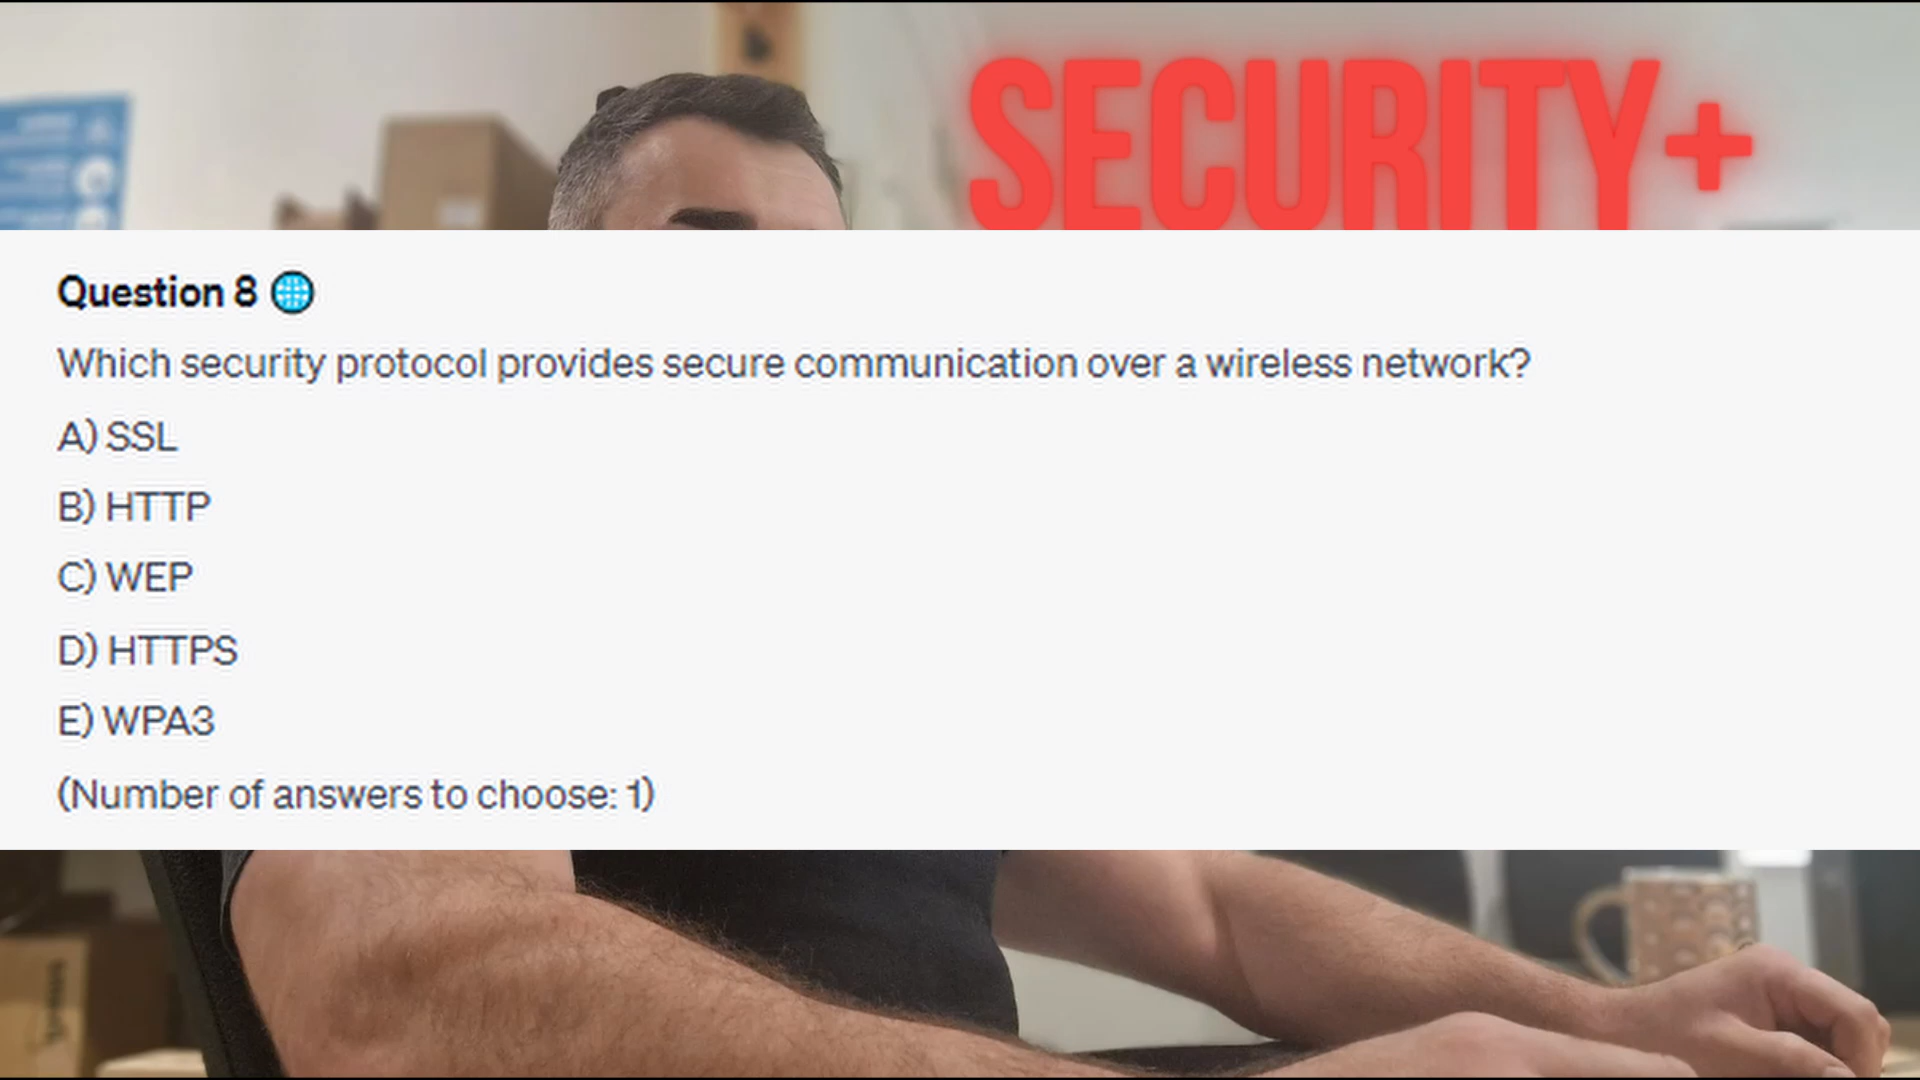 SECURITY+
Question 8
Which security protocol provides secure communication over a wireless network?
A) SSL
B) HTTP
C) WEP
D) HTTPS
E) WPA3
(Number of answers to choose: 1)